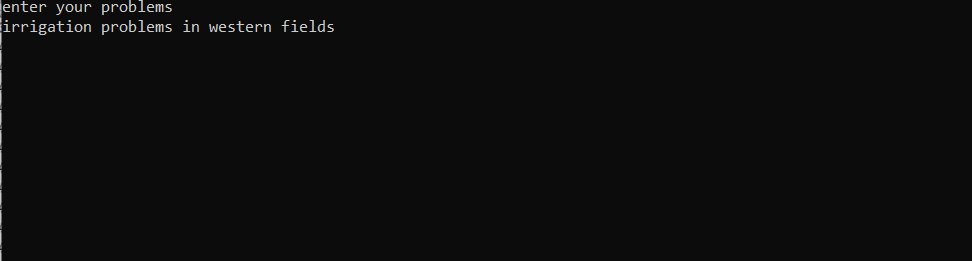 enter your problems
irrigation problems in western fields